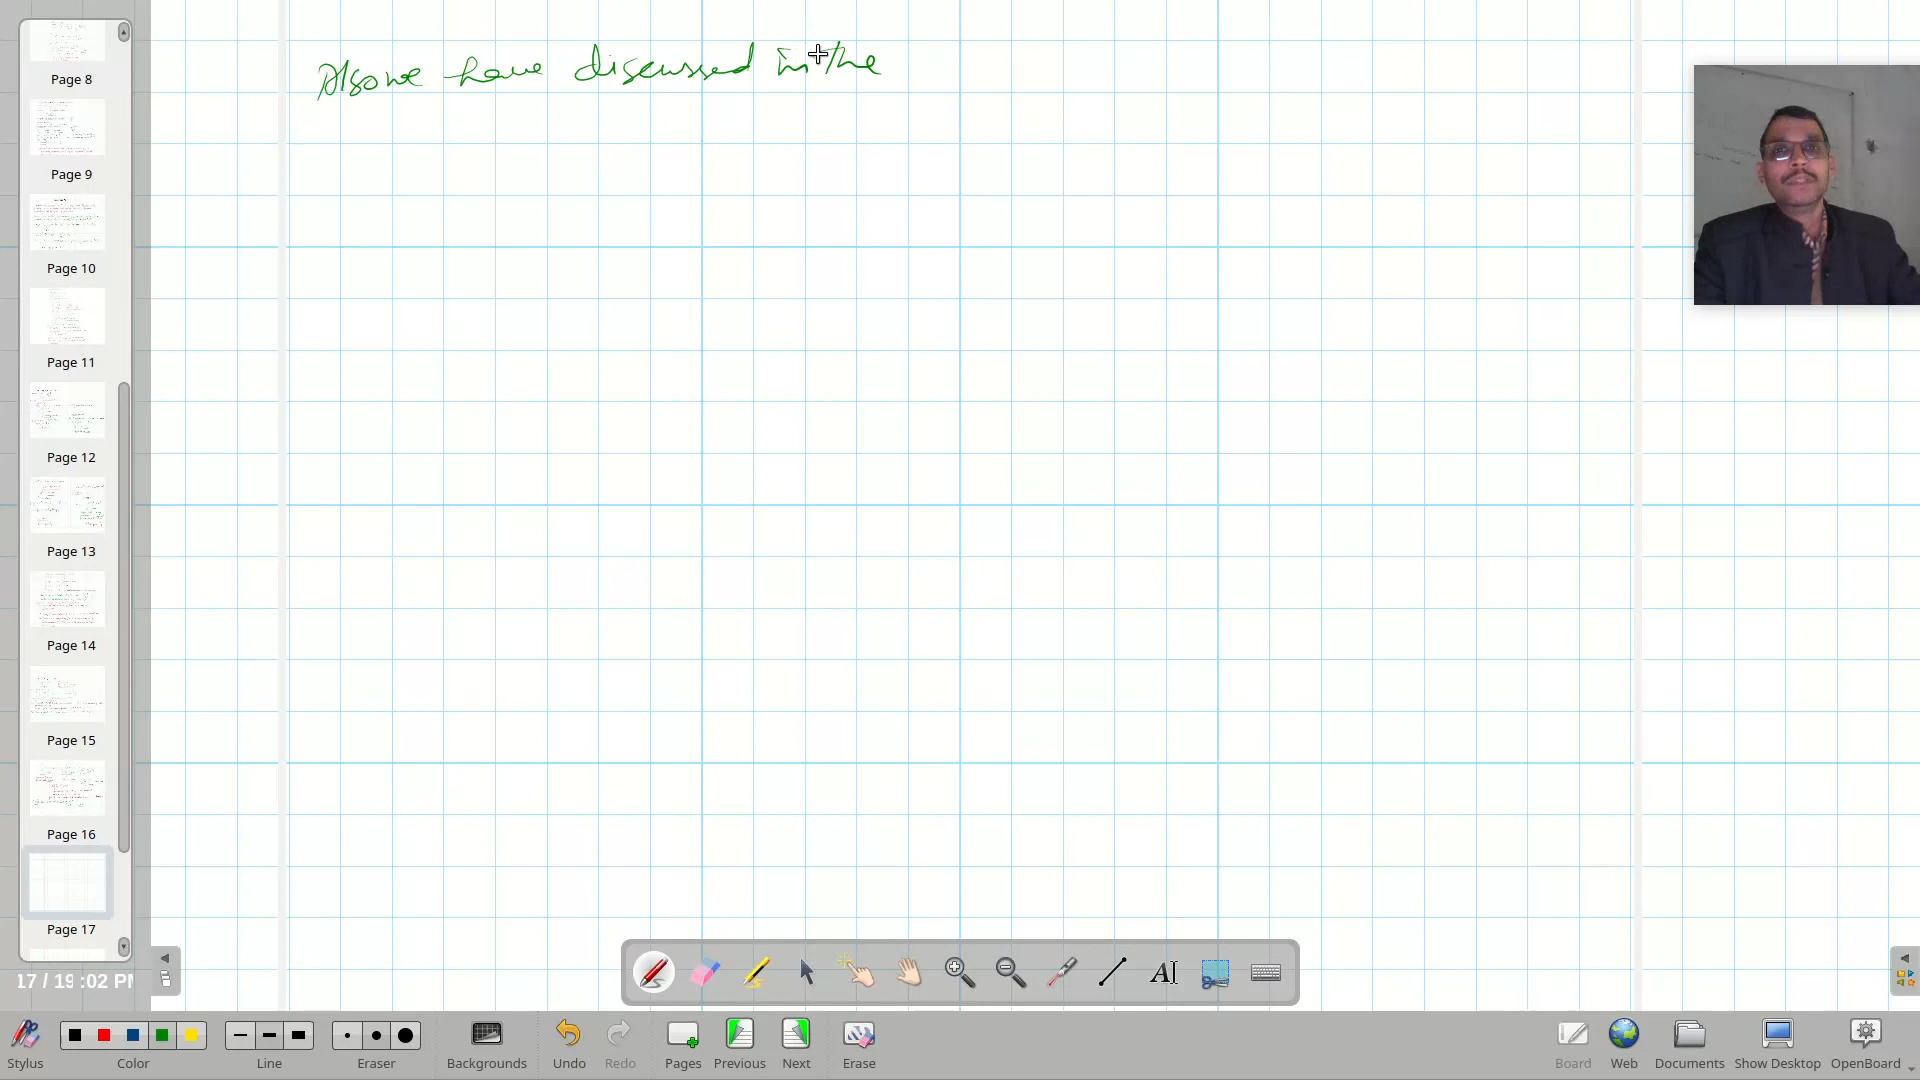 Also we have discussed in the
Page 8
Page 9
Page 10
Page 11
Page 12
Page 13
Page 14
Page 15
Page 16
Page 17
17 / 19:02 PM
Stylus
Color
Line
Eraser
Backgrounds
Undo
Redo
Pages
Previous
Next
Erase
Board
Web
Documents
Show Desktop
OpenBoard